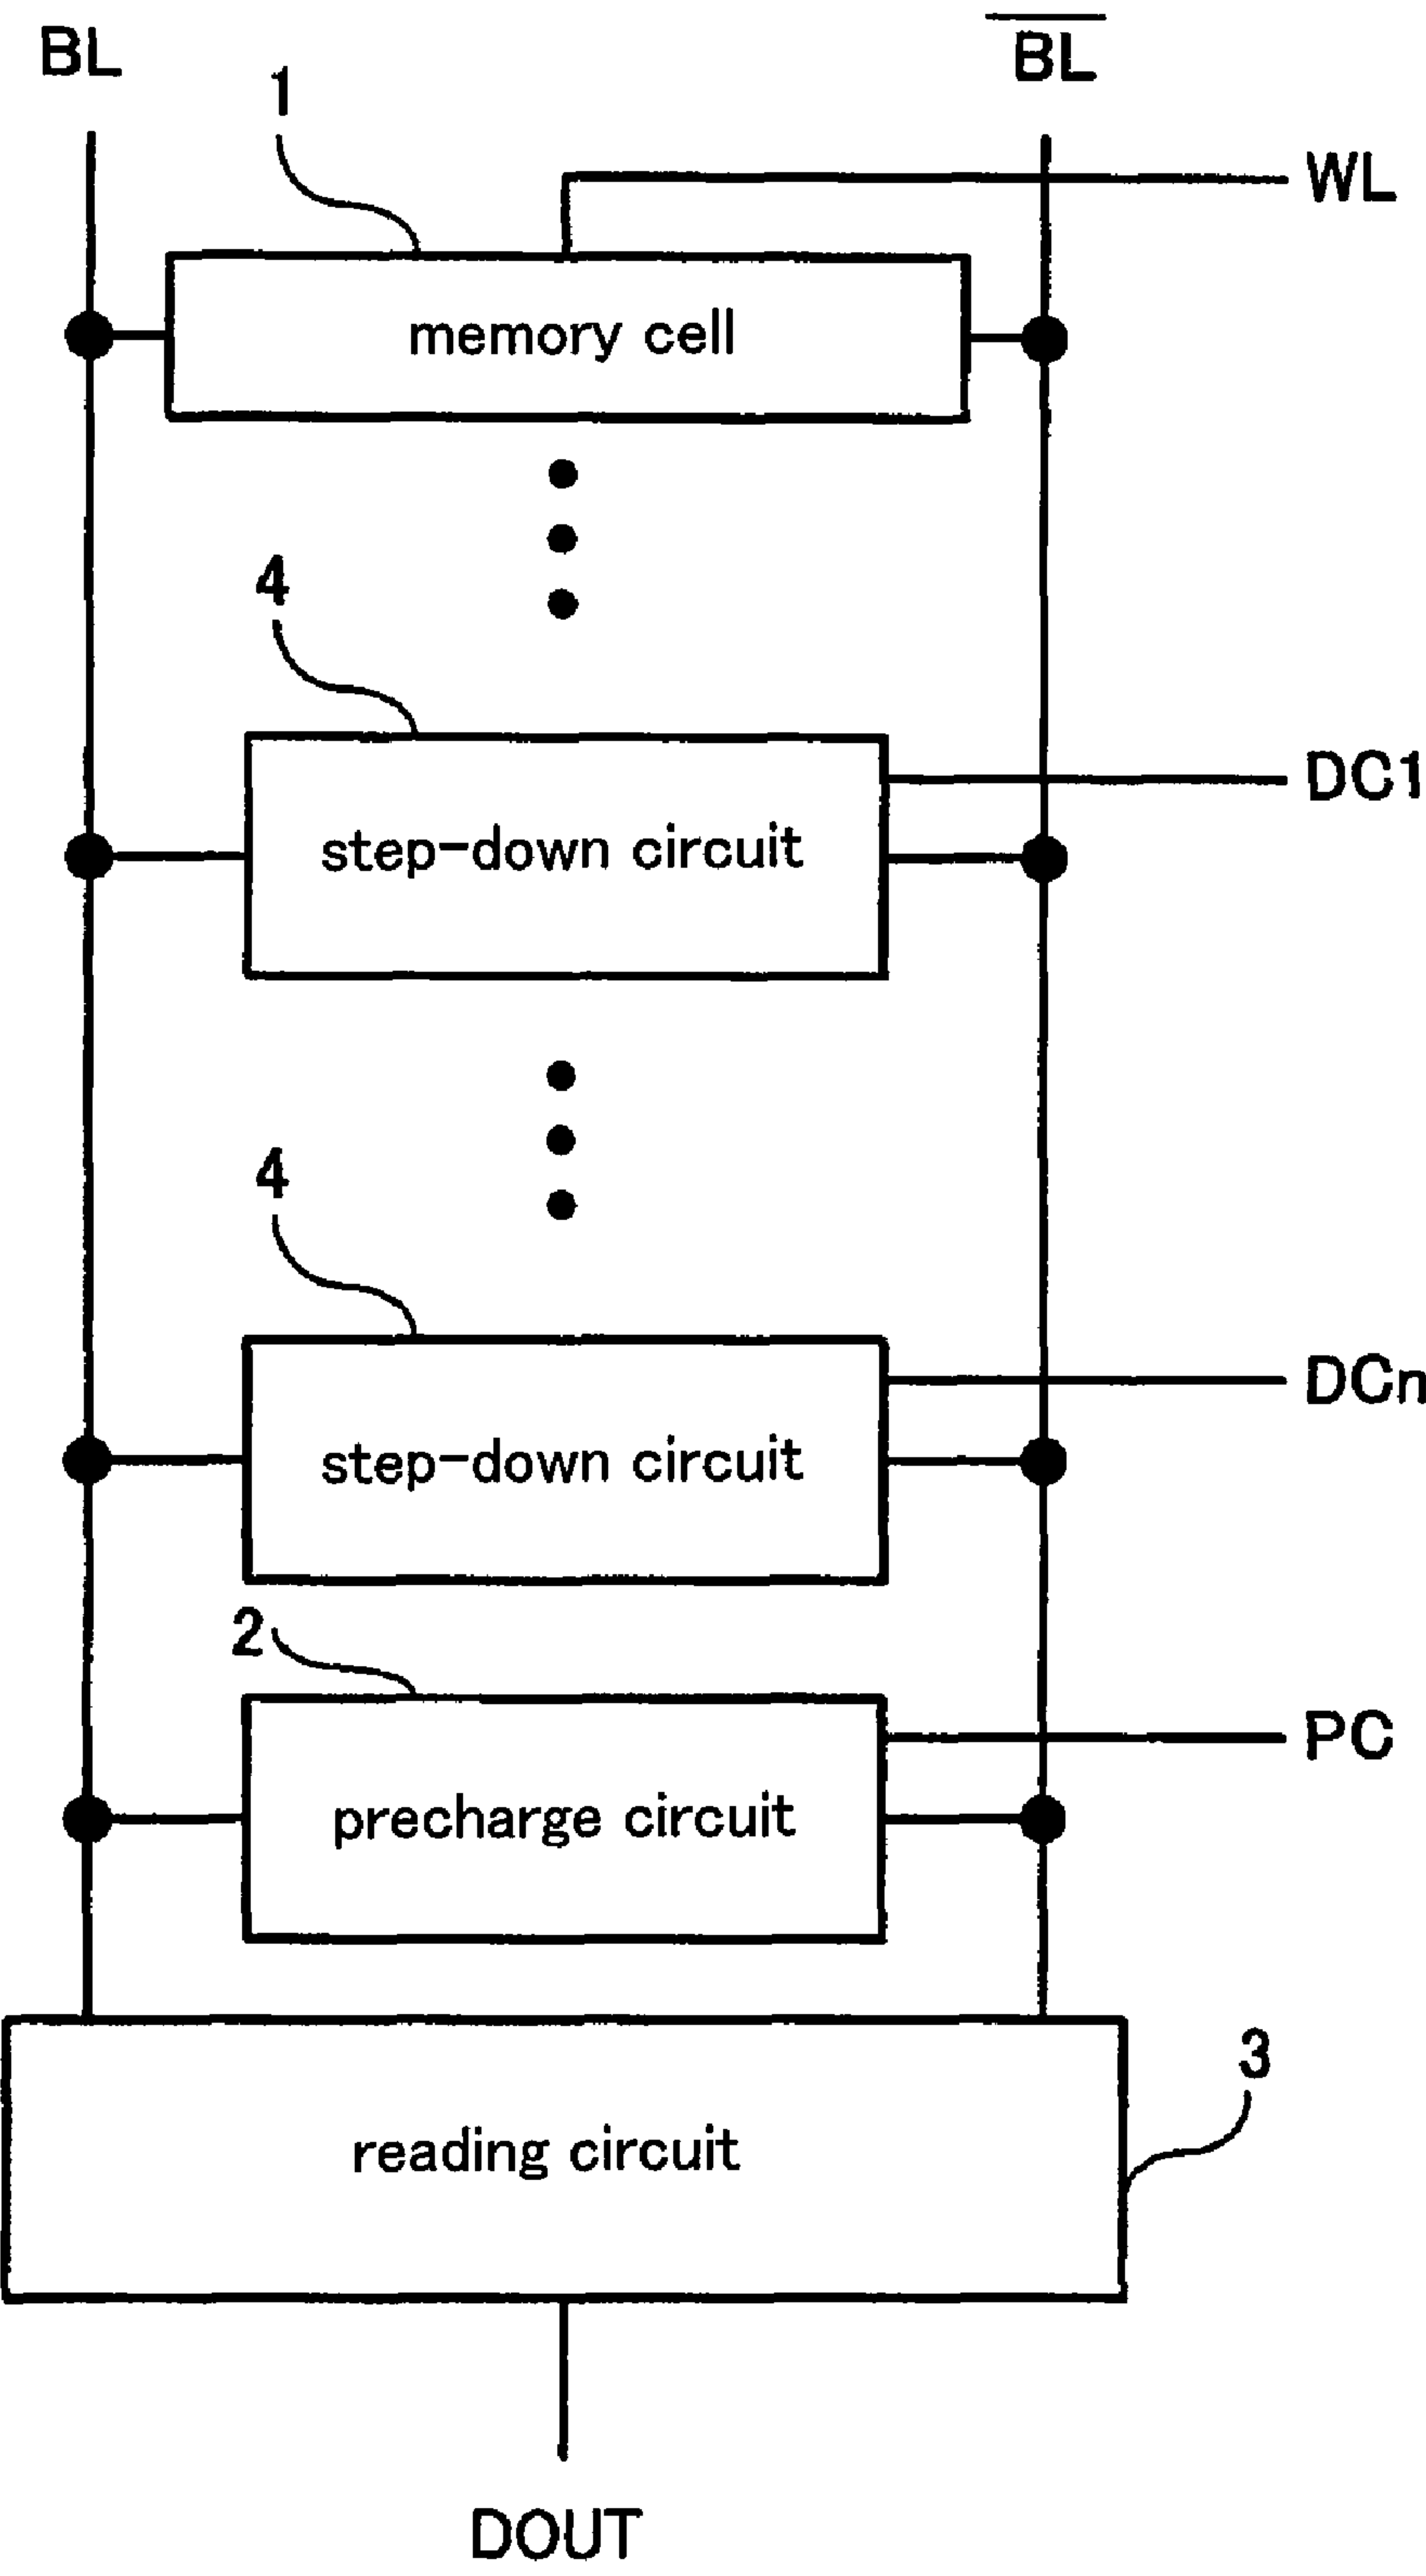 BL
B̅L̅
1
WL
memory cell
4
DC1
step-down circuit
4
DCn
step-down circuit
2
PC
precharge circuit
3
reading circuit
DOUT